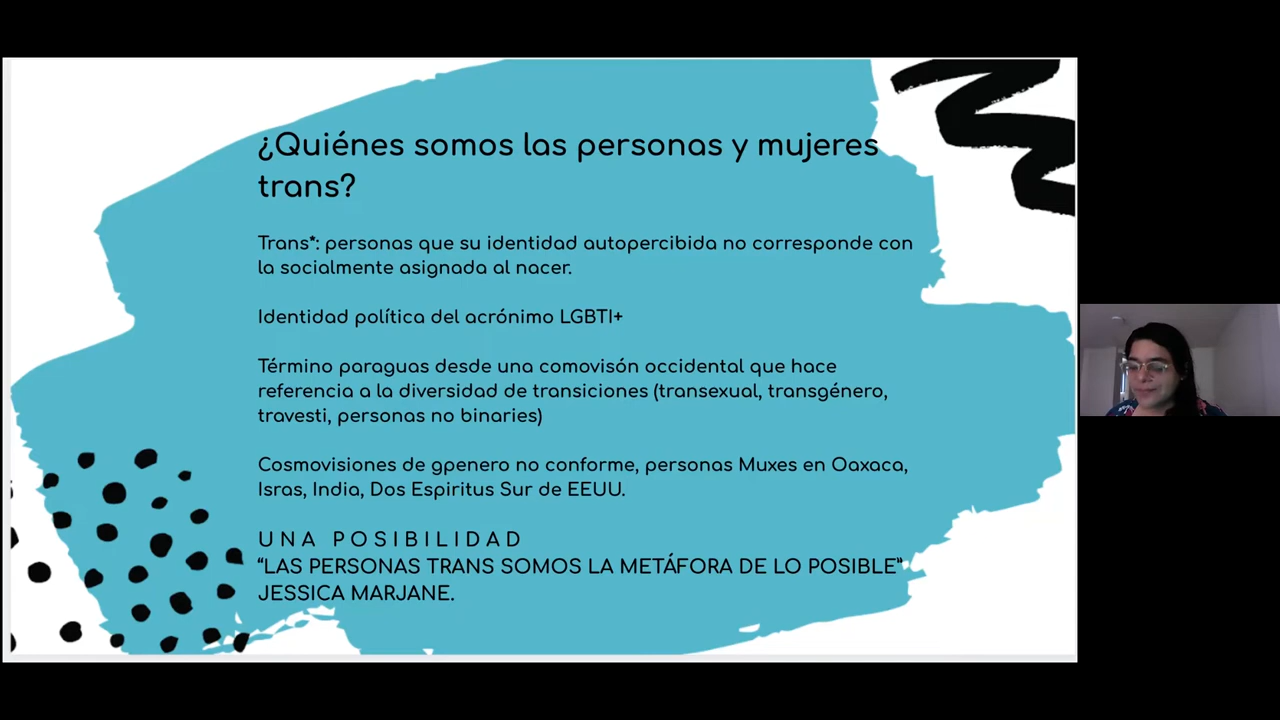 ¿Quiénes somos las personas y mujeres
trans?
Trans*: personas que su identidad autopercibida no corresponde con
la socialmente asignada al nacer.
Identidad política del acrónimo LGBTI+
Término paraguas desde una comovisón occidental que hace
referencia a la diversidad de transiciones (transexual, transgénero,
travesti, personas no binaries)
Cosmovisiones de gpenero no conforme, personas Muxes en Oaxaca,
Isras, India, Dos Espiritus Sur de EEUU.
U N A   P O S I B I L I D A D
“LAS PERSONAS TRANS SOMOS LA METÁFORA DE LO POSIBLE”
JESSICA MARJANE.